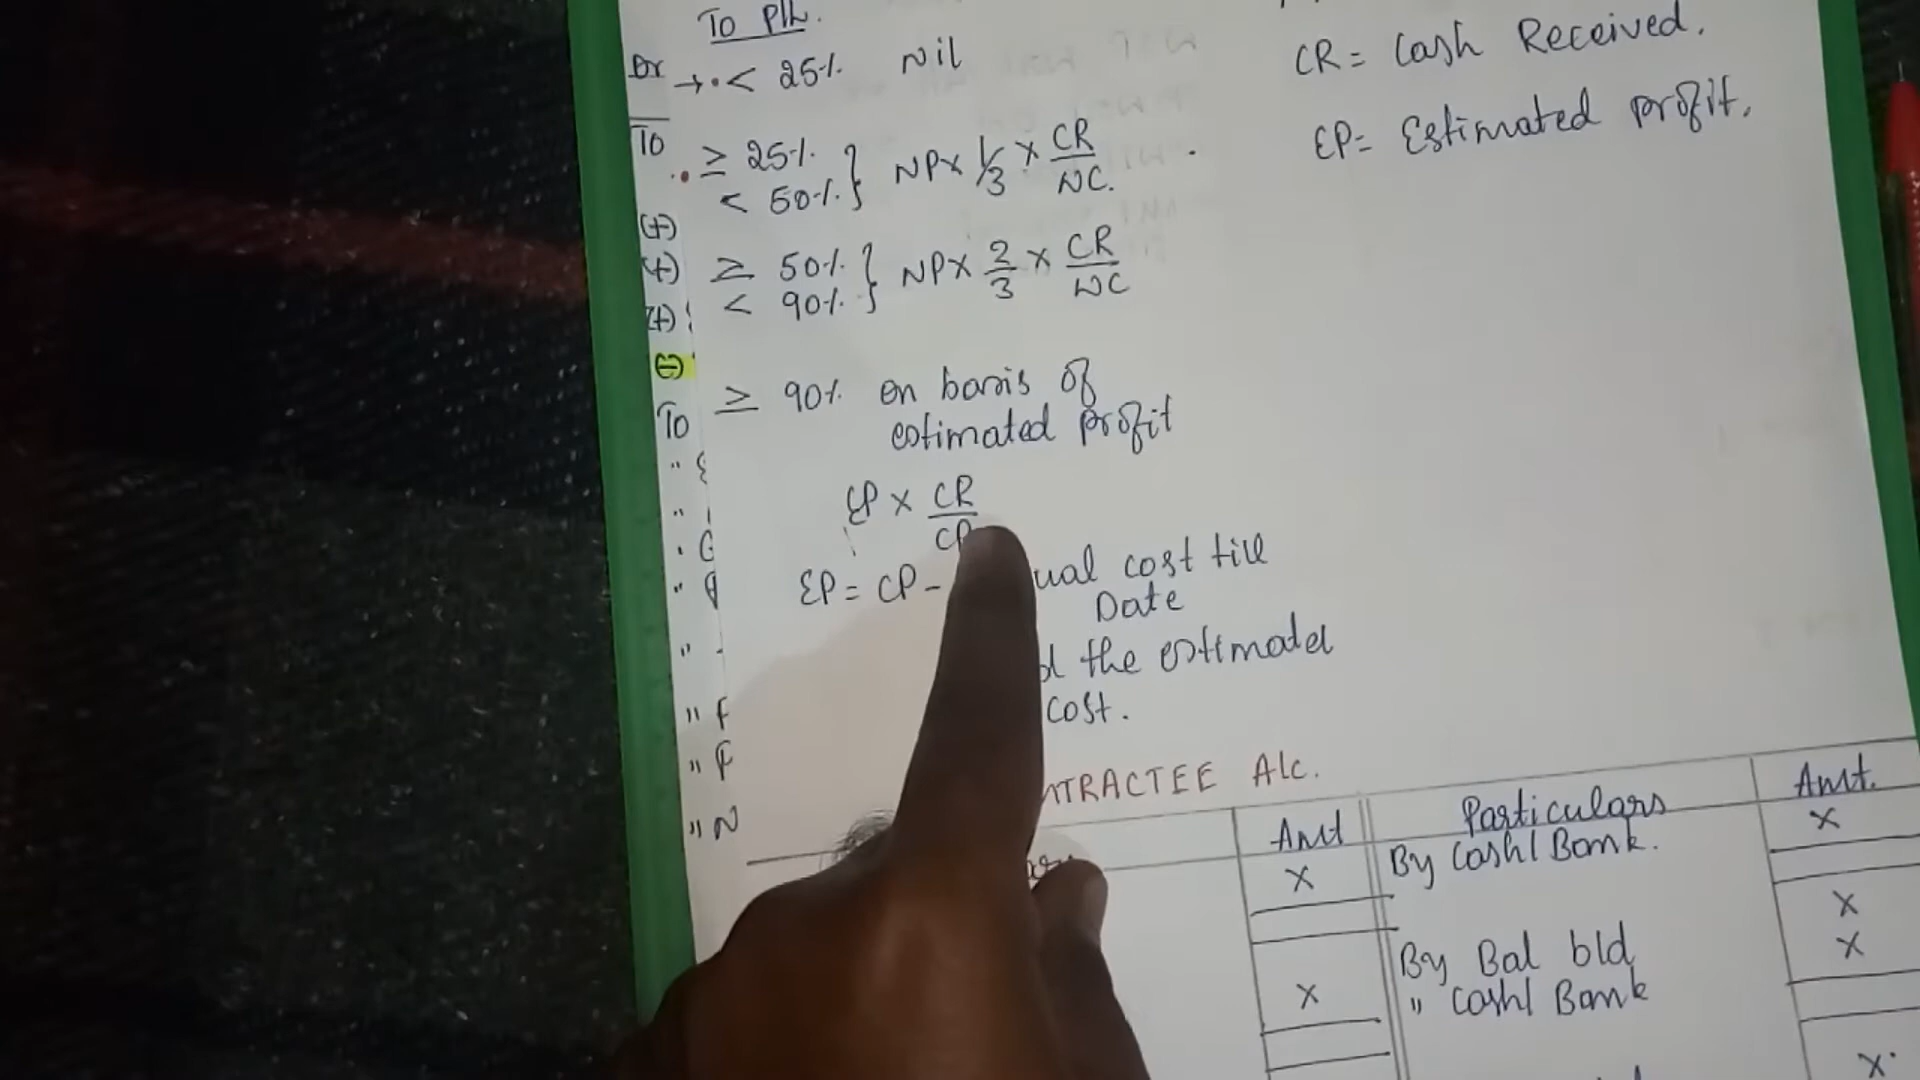 To P/L.
Dr → . < 25% Nil
To
≥ 25% } NP x 1/3 x CR/WC.
< 50% }
(+)
(+) ≥ 50% } NP x 2/3 x CR/WC
(+) < 90% }
(-)
To ≥ 90% on basis of
estimated profit
EP x CR/CP
EP = CP - ual cost till
Date
d the estimated
cost.
" f
" P
" N
CR = Cash Received.
EP = Estimated profit.
NTRACTEE A/c.
Amt Particulars Amt.
X By Cash/Bank. X
X
By Bal b/d X
X " Cash/Bank
X